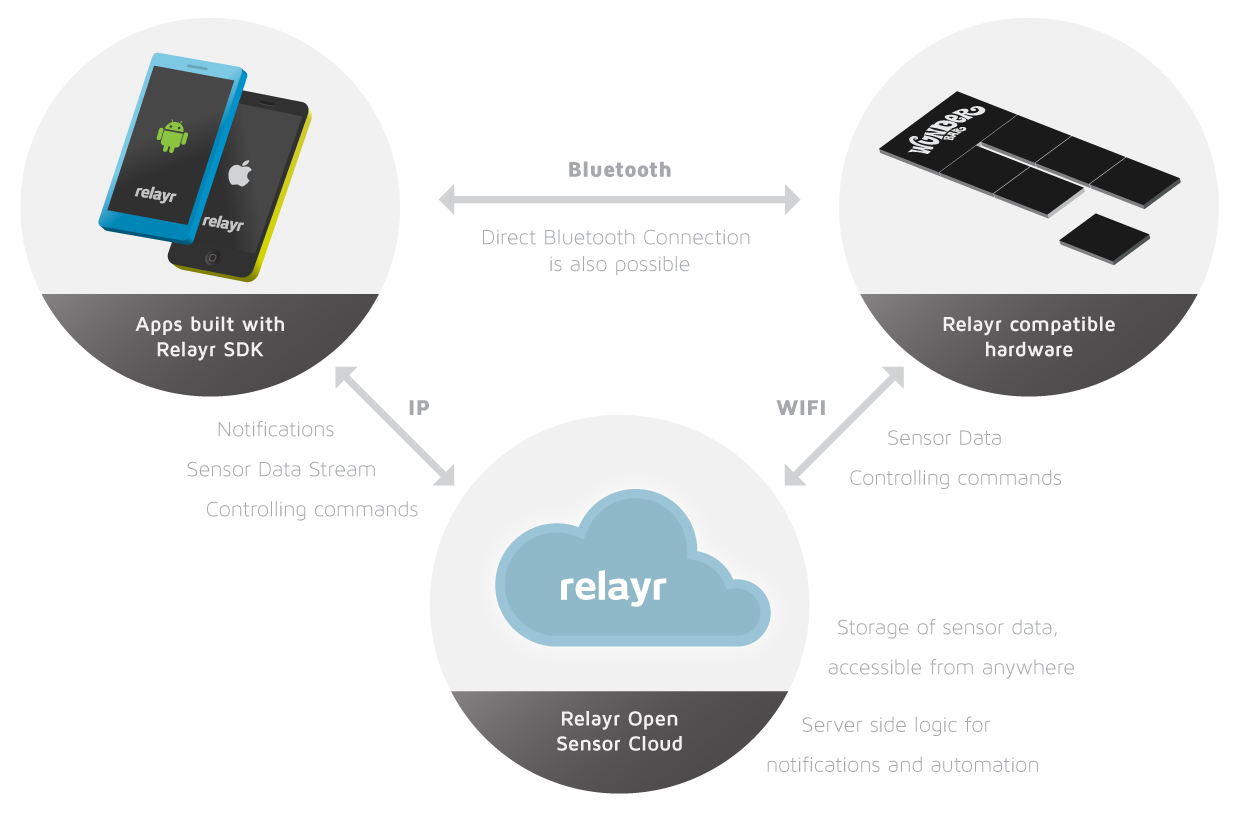 relayr
relayr
Apps built with
Relayr SDK
Bluetooth
Direct Bluetooth Connection
is also possible
WUNDER
BAR
Relayr compatible
hardware
IP
Notifications
Sensor Data Stream
Controlling commands
WIFI
Sensor Data
Controlling commands
relayr
Relayr Open
Sensor Cloud
Storage of sensor data,
accessible from anywhere
Server side logic for
notifications and automation